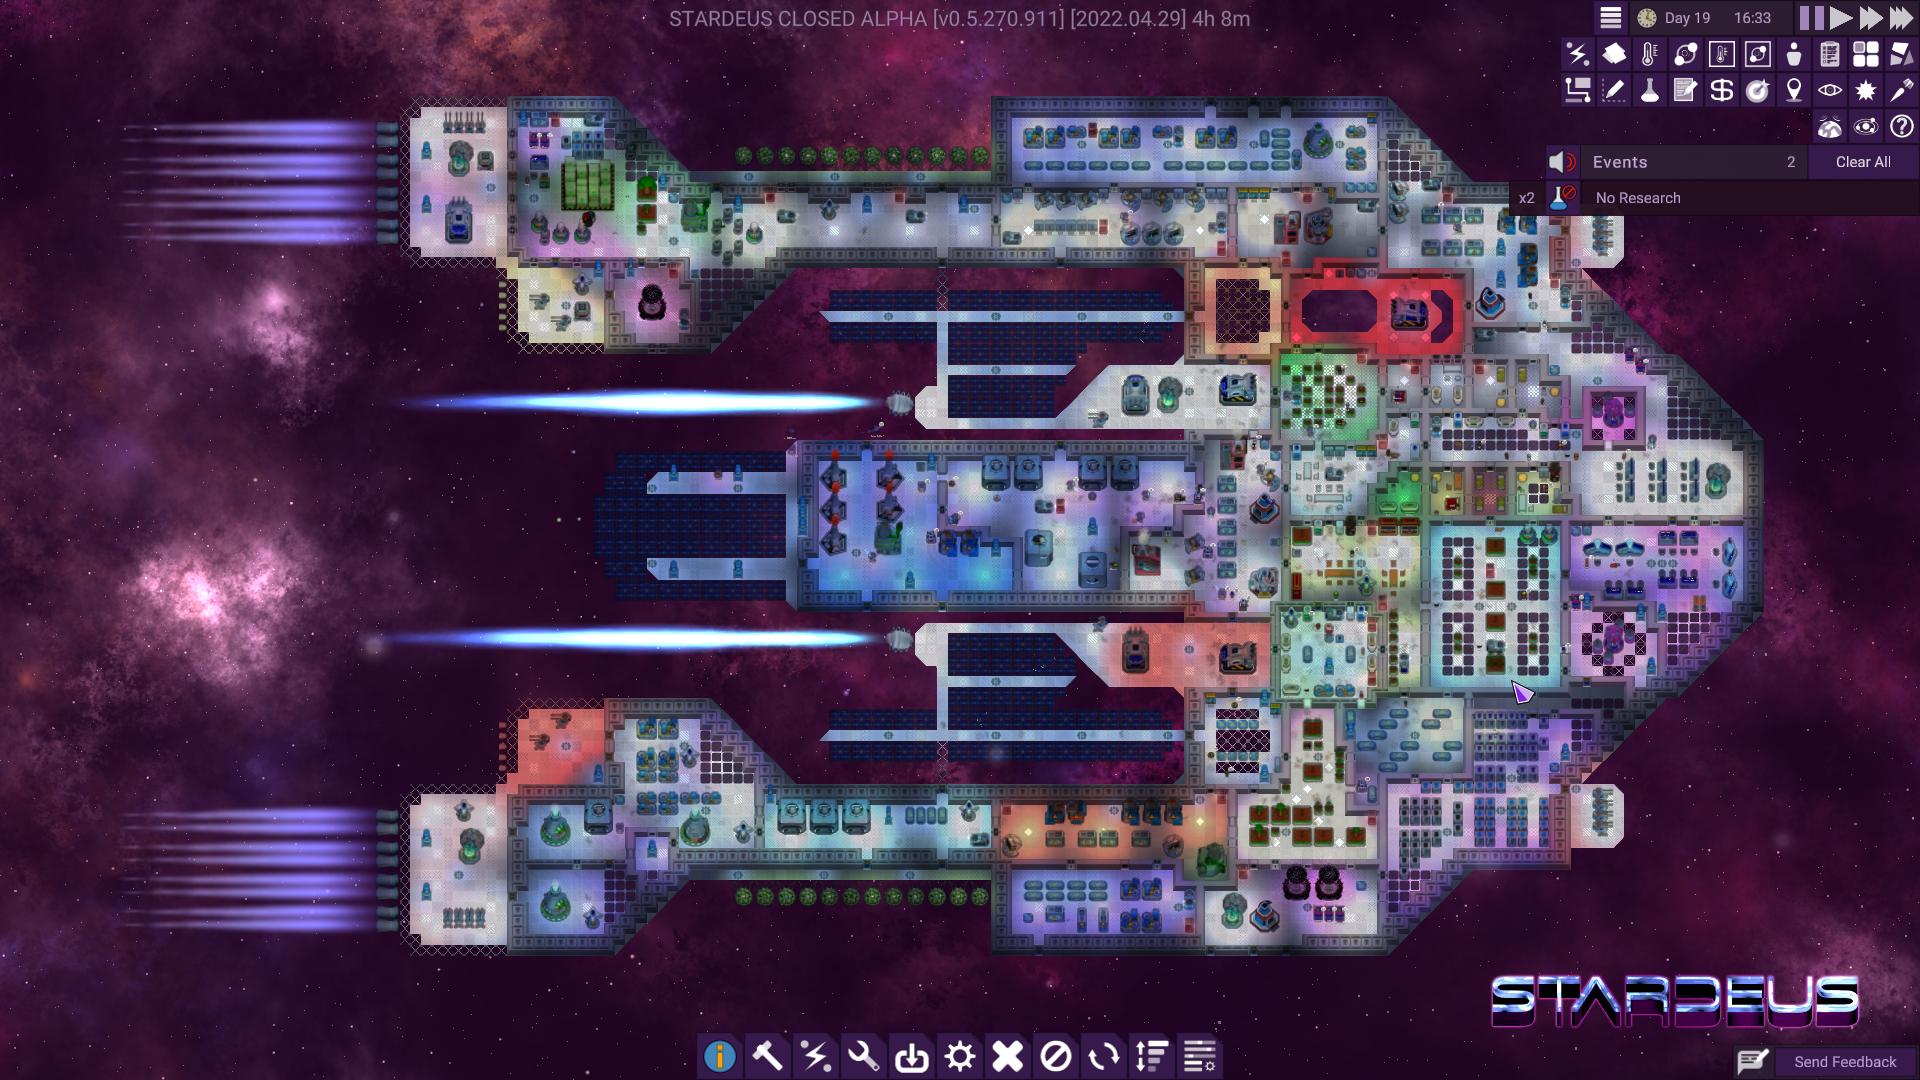 STARDEUS CLOSED ALPHA [v0.5.270.911] [2022.04.29] 4h 8m
Day 19 16:33
Events 2 Clear All
x2 No Research
STARDEUS
Send Feedback